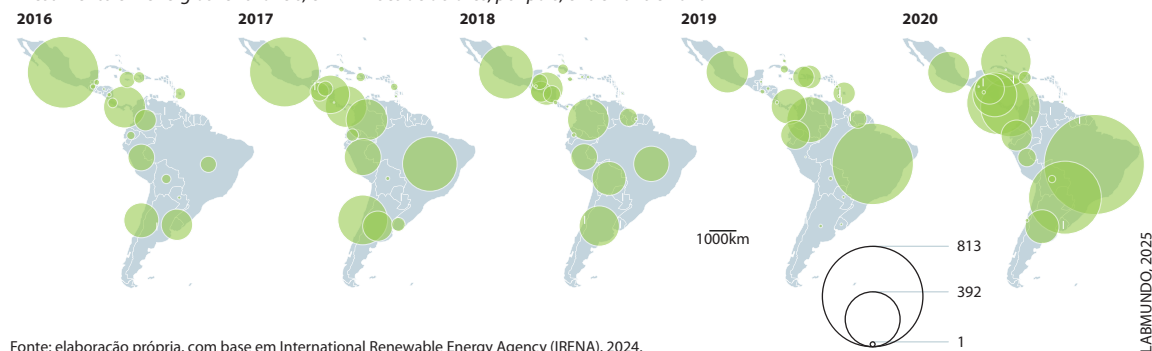 2016
2017
2018
2019
2020
1000km
813
392
1
Fonte: elaboração própria, com base em International Renewable Energy Agency (IRENA), 2024.
LABMUNDO, 2025